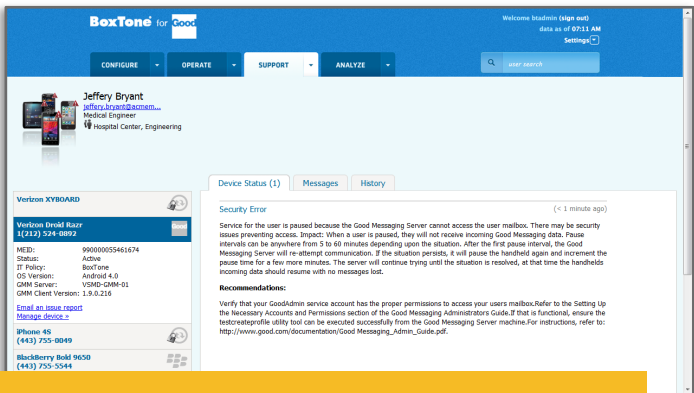 BoxTone for Good
Welcome btadmin (sign out)
data as of 07:11 AM
Settings
CONFIGURE
OPERATE
SUPPORT
ANALYZE
user search
Jeffery Bryant
jeffery.bryant@acmem...
Medical Engineer
Hospital Center, Engineering
Device Status (1)
Messages
History
Verizon XYBOARD
Verizon Droid Razr
1(212) 524-0892
Good
MEID: 990000055461674
Status: Active
IT Policy: BoxTone
OS Version: Android 4.0
GMM Server: VSMD-GMM-01
GMM Client Version: 1.9.0.216
Email an issue report
Manage device »
iPhone 4S
(443) 755-0049
BlackBerry Bold 9650
(443) 755-5544
Security Error
(< 1 minute ago)
Service for the user is paused because the Good Messaging Server cannot access the user mailbox. There may be security
issues preventing access. Impact: When a user is paused, they will not receive incoming Good Messaging data. Pause
intervals can be anywhere from 5 to 60 minutes depending upon the situation. After the first pause interval, the Good
Messaging Server will re-attempt communication. If the situation persists, it will pause the handheld again and increment the
pause time for a few more minutes. The server will continue trying until the situation is resolved, at that time the handhelds
incoming data should resume with no messages lost.
Recommendations:
Verify that your GoodAdmin service account has the proper permissions to access your users mailbox.Refer to the Setting Up
the Necessary Accounts and Permissions section of the Good Messaging Administrators Guide.If that is functional, ensure the
testcreateprofile utility tool can be executed successfully from the Good Messaging Server machine.For instructions, refer to:
http://www.good.com/documentation/Good Messaging_Admin_Guide.pdf.